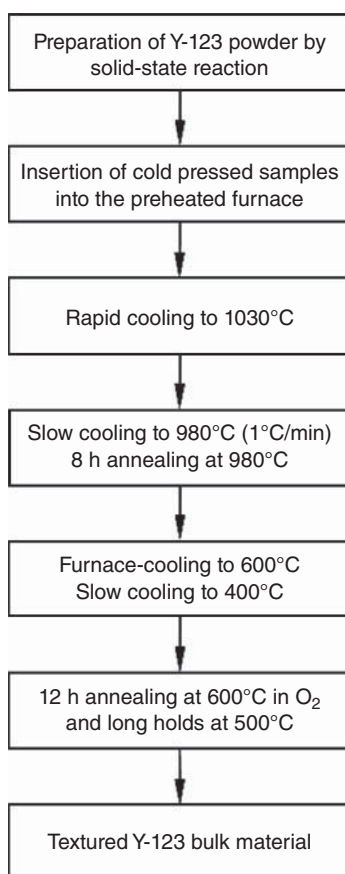 Preparation of Y-123 powder by
solid-state reaction
Insertion of cold pressed samples
into the preheated furnace
Rapid cooling to 1030°C
Slow cooling to 980°C (1°C/min)
8 h annealing at 980°C
Furnace-cooling to 600°C
Slow cooling to 400°C
12 h annealing at 600°C in O₂
and long holds at 500°C
Textured Y-123 bulk material